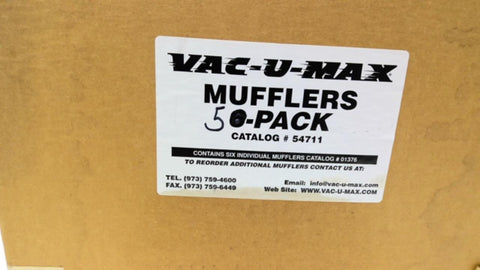 VAC-U-MAX
MUFFLERS
5 6-PACK
CATALOG # 54711
CONTAINS SIX INDIVIDUAL MUFFLERS CATALOG # 01376
TO REORDER ADDITIONAL MUFFLERS CONTACT US AT:
TEL. (973) 759-4600
FAX. (973) 759-6449
Email: info@vac-u-max.com
Web Site: WWW.VAC-U-MAX.COM